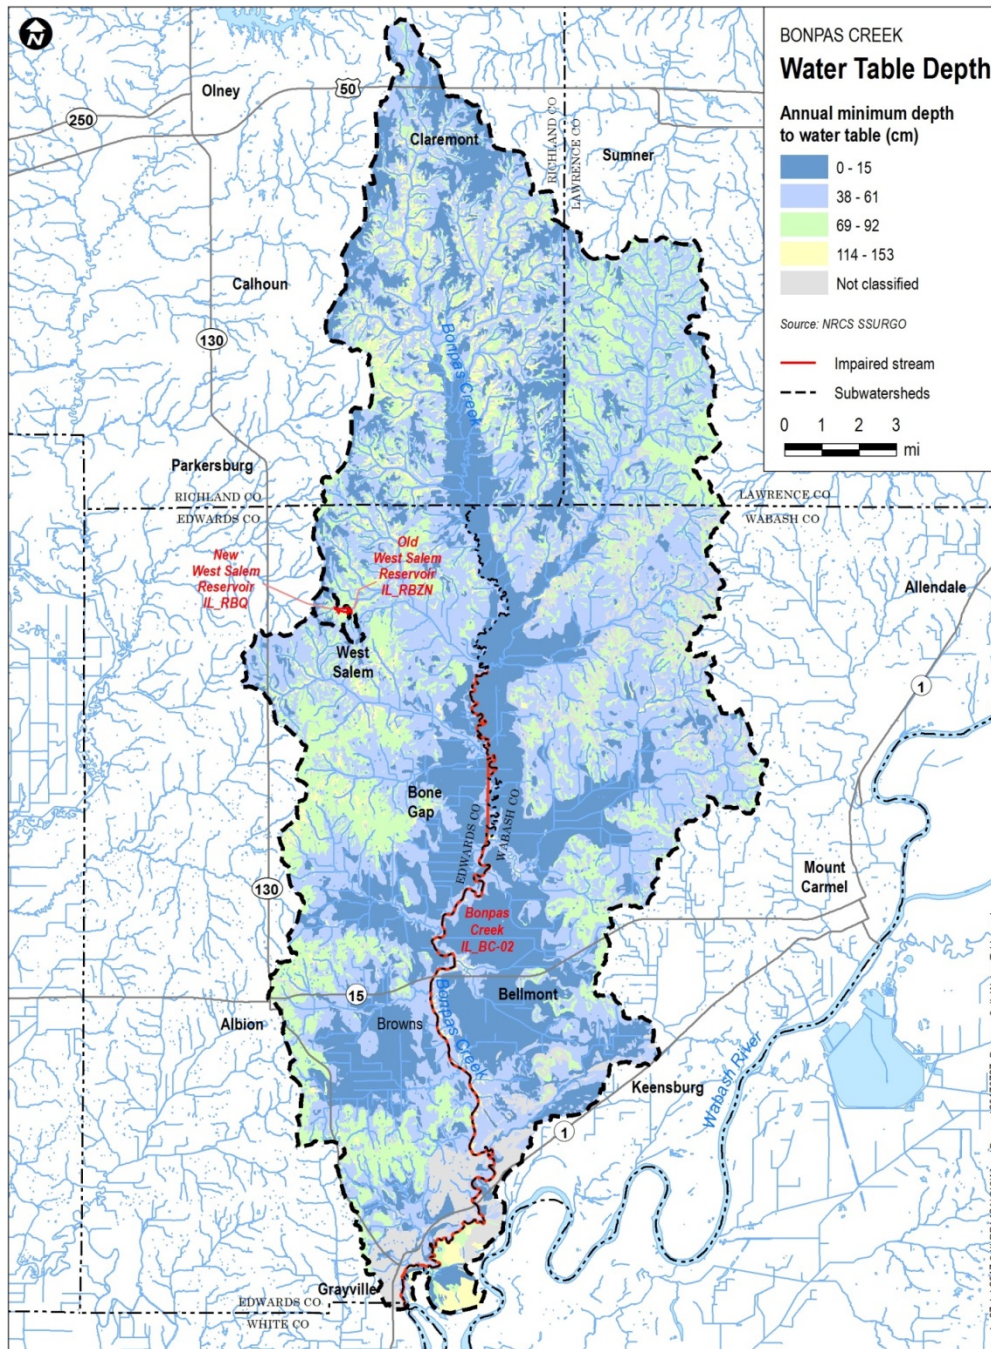 N
BONPAS CREEK
Water Table Depth
Annual minimum depth
to water table (cm)
0 - 15
38 - 61
69 - 92
114 - 153
Not classified
Source: NRCS SSURGO
Impaired stream
Subwatersheds
0 1 2 3
mi
Olney
50
250
Claremont
RICHLAND CO
LAWRENCE CO
Sumner
Calhoun
130
Bonpas Creek
Parkersburg
RICHLAND CO
EDWARDS CO
LAWRENCE CO
WABASH CO
New
West Salem
Reservoir
IL_RBQ
Old
West Salem
Reservoir
IL_RBZN
Allendale
West
Salem
1
Bone
Gap
EDWARDS CO
WABASH CO
Mount
Carmel
130
Bonpas
Creek
IL_BC-02
15
Bellmont
Albion
Browns
Bonpas Creek
Keensburg
Wabash River
1
Grayville
EDWARDS CO
WHITE CO